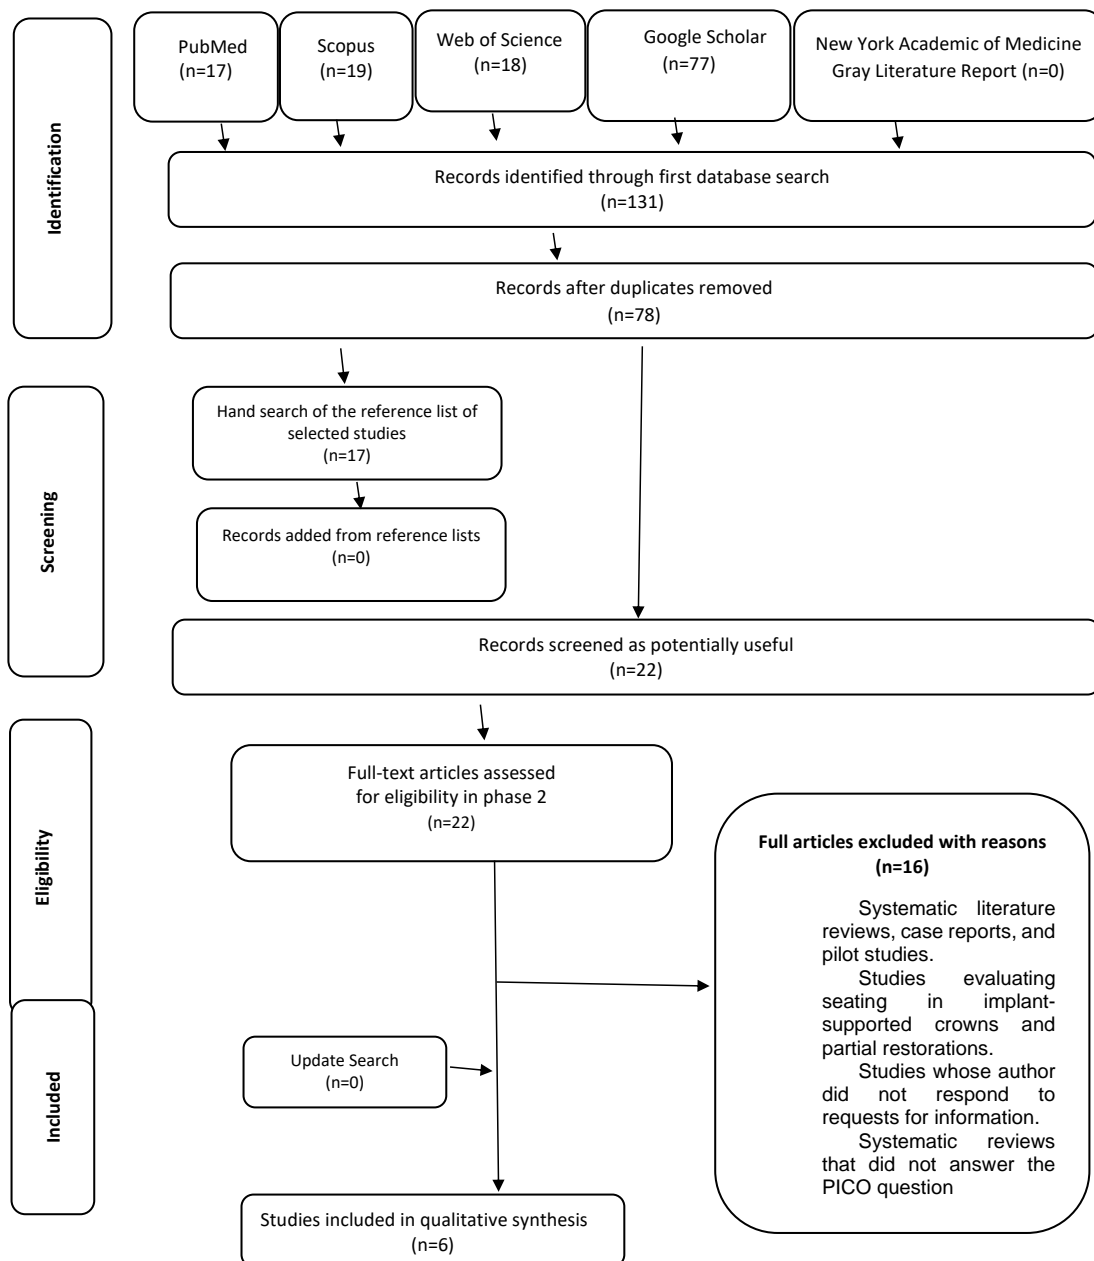 PubMed
(n=17)
Scopus
(n=19)
Web of Science
(n=18)
Google Scholar
(n=77)
New York Academic of Medicine
Gray Literature Report (n=0)
Identification
Records identified through first database search
(n=131)
Records after duplicates removed
(n=78)
Screening
Hand search of the reference list of
selected studies
(n=17)
Records added from reference lists
(n=0)
Records screened as potentially useful
(n=22)
Eligibility
Full-text articles assessed
for eligibility in phase 2
(n=22)
Full articles excluded with reasons
(n=16)
Systematic literature
reviews, case reports, and
pilot studies.
Studies evaluating
seating in implant-
supported crowns and
partial restorations.
Studies whose author
did not respond to
requests for information.
Systematic reviews
that did not answer the
PICO question
Included
Update Search
(n=0)
Studies included in qualitative synthesis
(n=6)